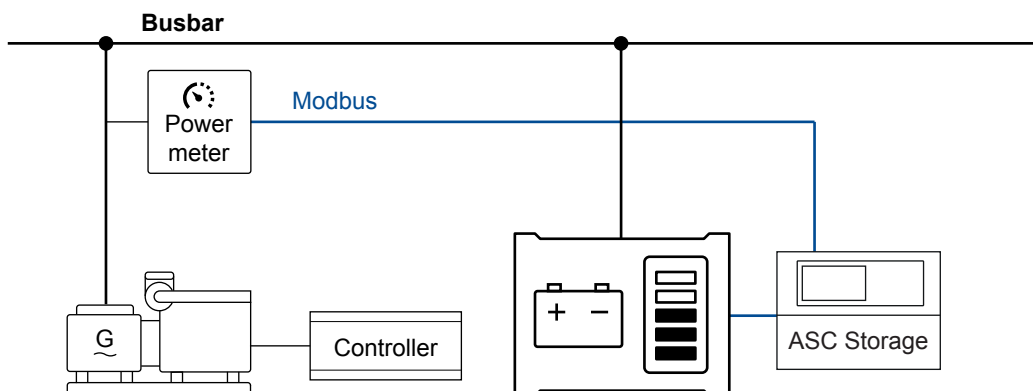 Busbar
Modbus
Power
meter
G
Controller
+ −
ASC Storage